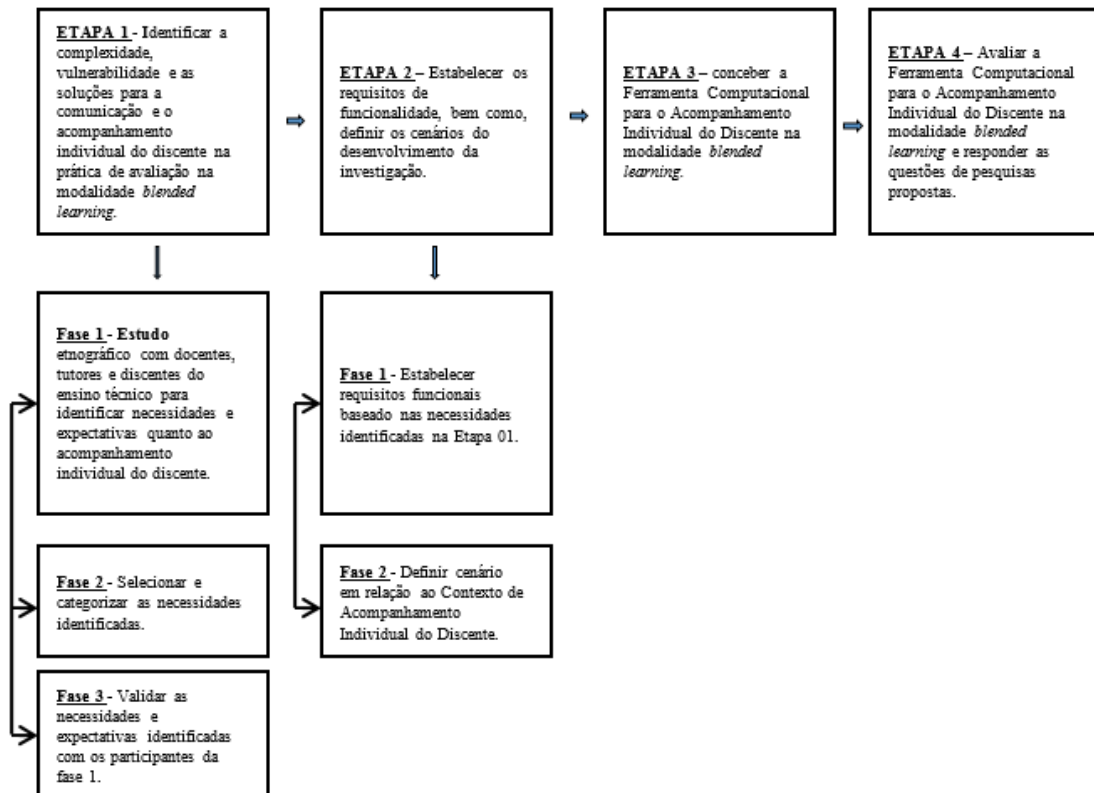 ETAPA 1 - Identificar a
complexidade,
vulnerabilidade e as
soluções para a
comunicação e o
acompanhamento
individual do discente na
prática de avaliação na
modalidade blended
learning.
ETAPA 2 – Estabelecer os
requisitos de
funcionalidade, bem como,
definir os cenários do
desenvolvimento da
investigação.
ETAPA 3 – conceber a
Ferramenta Computacional
para o Acompanhamento
Individual do Discente na
modalidade blended
learning.
ETAPA 4 – Avaliar a
Ferramenta Computacional
para o Acompanhamento
Individual do Discente na
modalidade blended
learning e responder as
questões de pesquisas
propostas.
Fase 1 - Estudo
etnográfico com docentes,
tutores e discentes do
ensino técnico para
identificar necessidades e
expectativas quanto ao
acompanhamento
individual do discente.
Fase 1 - Estabelecer
requisitos funcionais
baseado nas necessidades
identificadas na Etapa 01.
Fase 2 - Selecionar e
categorizar as necessidades
identificadas.
Fase 2 - Definir cenário
em relação ao Contexto de
Acompanhamento
Individual do Discente.
Fase 3 - Validar as
necessidades e
expectativas identificadas
com os participantes da
fase 1.